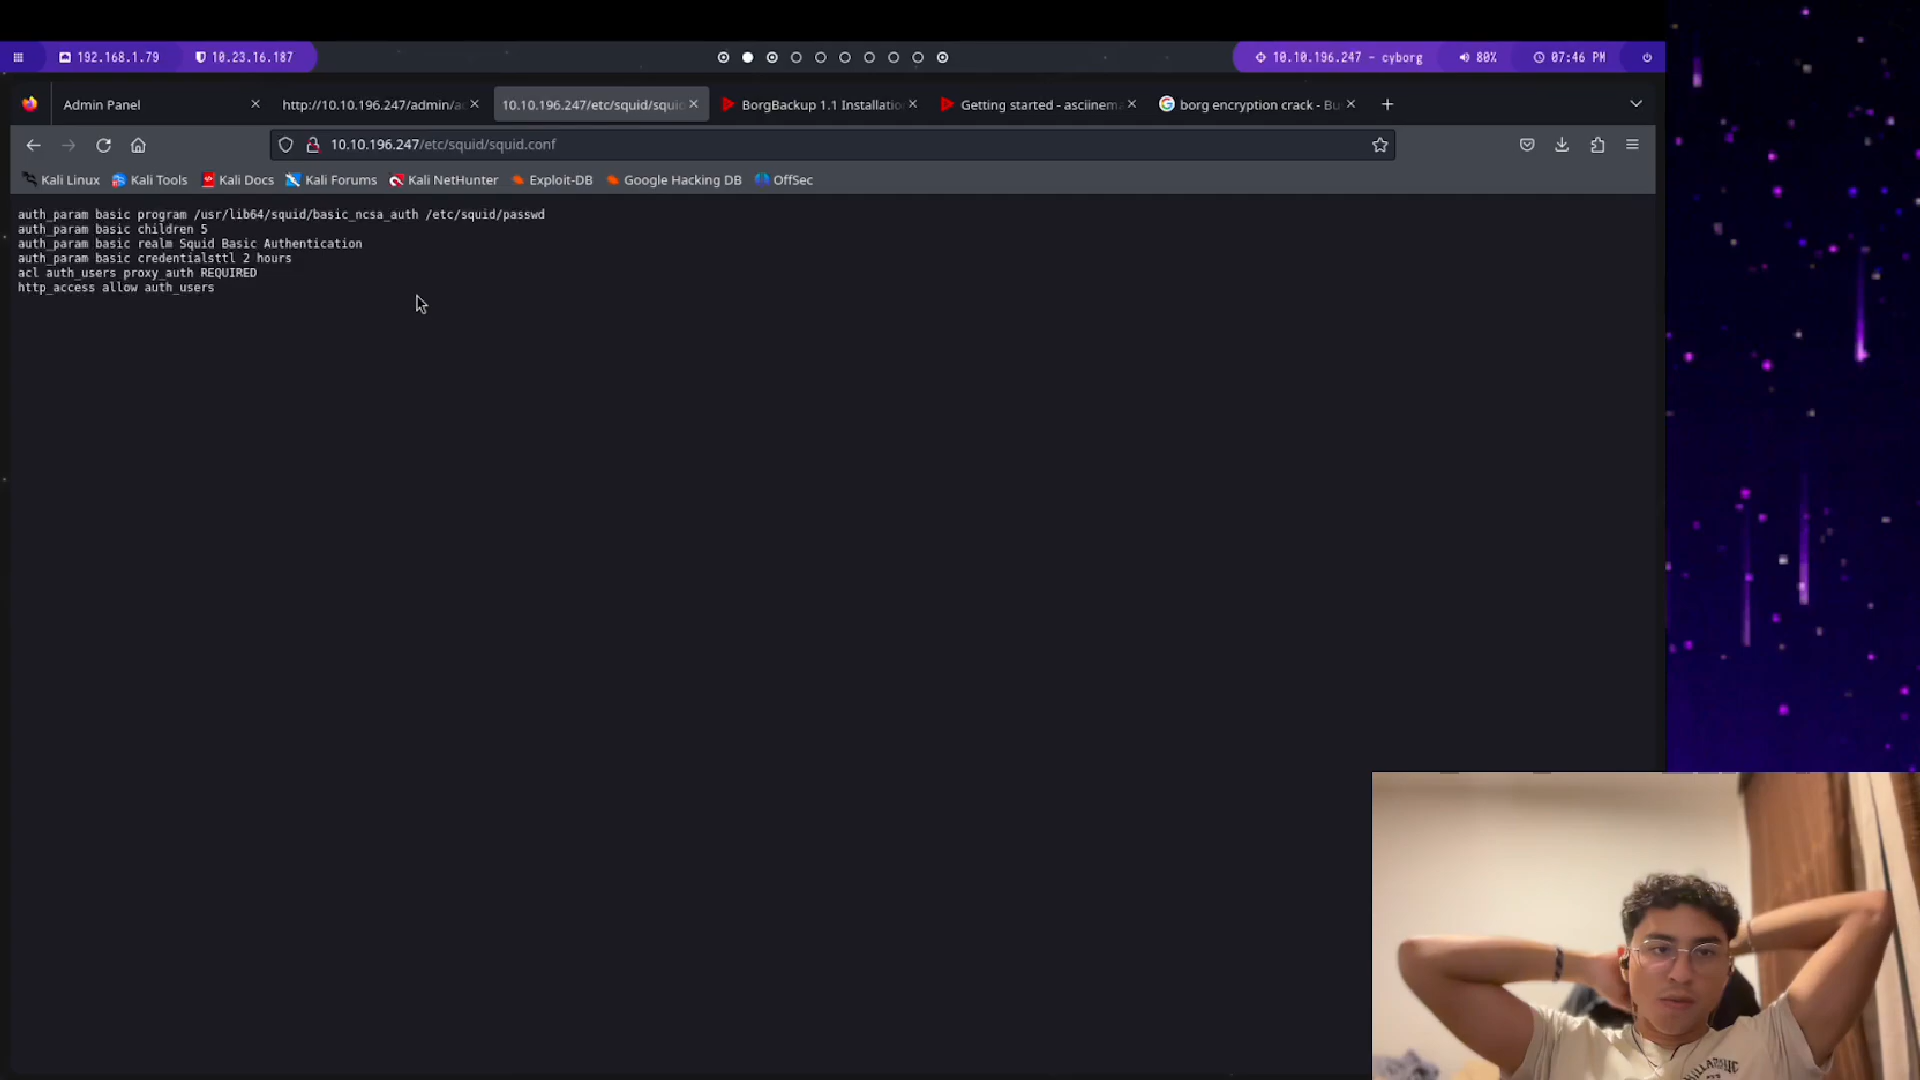 192.168.1.79
10.23.16.187
10.10.196.247 - cyborg
80%
07:46 PM
Admin Panel
http://10.10.196.247/admin/a
10.10.196.247/etc/squid/squi
BorgBackup 1.1 Installatio
Getting started - asciinema
borg encryption crack - Bu
10.10.196.247/etc/squid/squid.conf
Kali Linux
Kali Tools
Kali Docs
Kali Forums
Kali NetHunter
Exploit-DB
Google Hacking DB
OffSec
auth_param basic program /usr/lib64/squid/basic_ncsa_auth /etc/squid/passwd
auth_param basic children 5
auth_param basic realm Squid Basic Authentication
auth_param basic credentialsttl 2 hours
acl auth_users proxy_auth REQUIRED
http_access allow auth_users